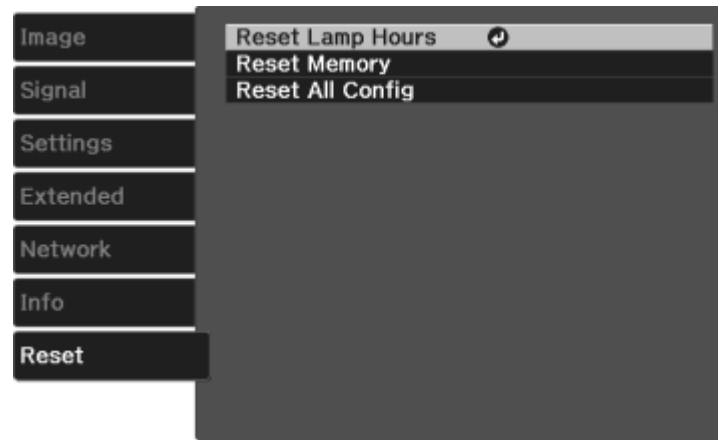 Image
Signal
Settings
Extended
Network
Info
Reset
Reset Lamp Hours
Reset Memory
Reset All Config